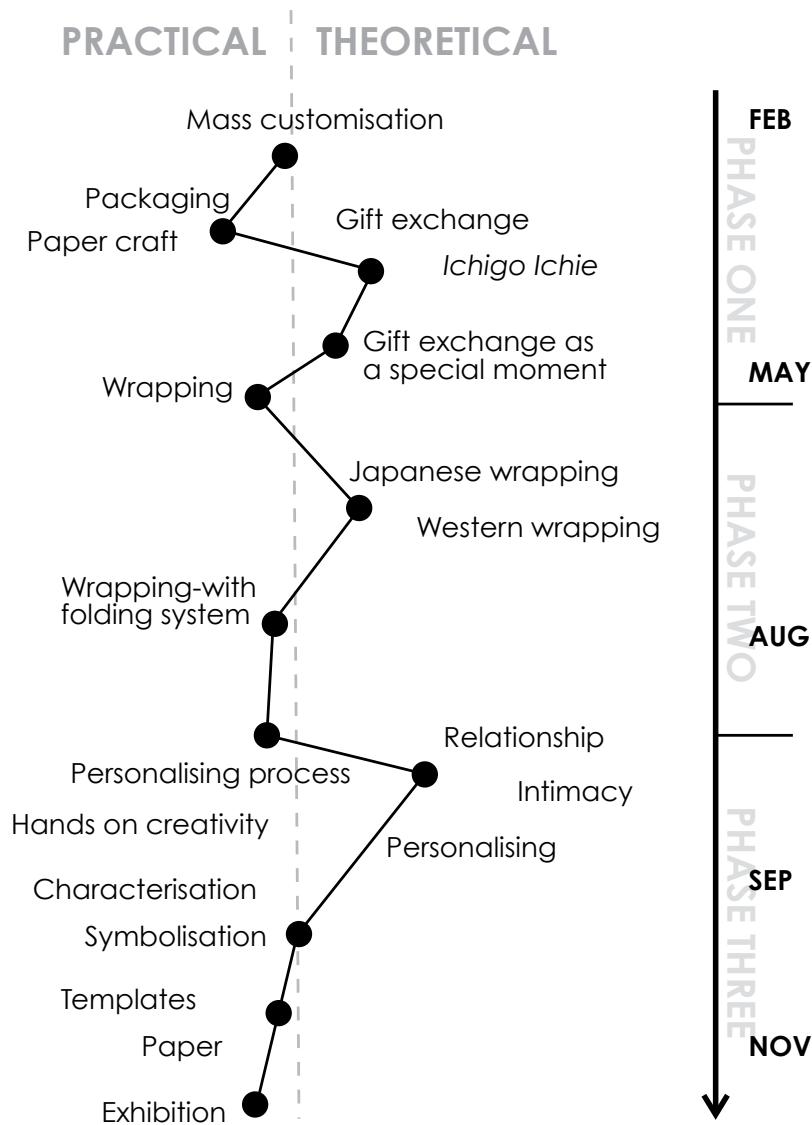 PRACTICAL THEORETICAL
Mass customisation
FEB
PHASE ONE
Packaging
Paper craft
Gift exchange
Ichigo Ichie
Gift exchange as
a special moment
MAY
Wrapping
Japanese wrapping
Western wrapping
PHASE TWO
Wrapping-with
folding system
AUG
Relationship
Personalising process
Intimacy
Hands on creativity
Personalising
PHASE THREE
SEP
Characterisation
Symbolisation
Templates
Paper
NOV
Exhibition